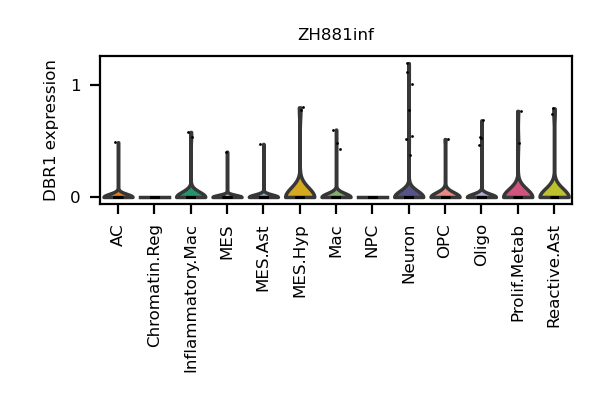 ZH881inf
DBR1 expression
1
0
AC
Chromatin.Reg
Inflammatory.Mac
MES
MES.Ast
MES.Hyp
Mac
NPC
Neuron
OPC
Oligo
Prolif.Metab
Reactive.Ast